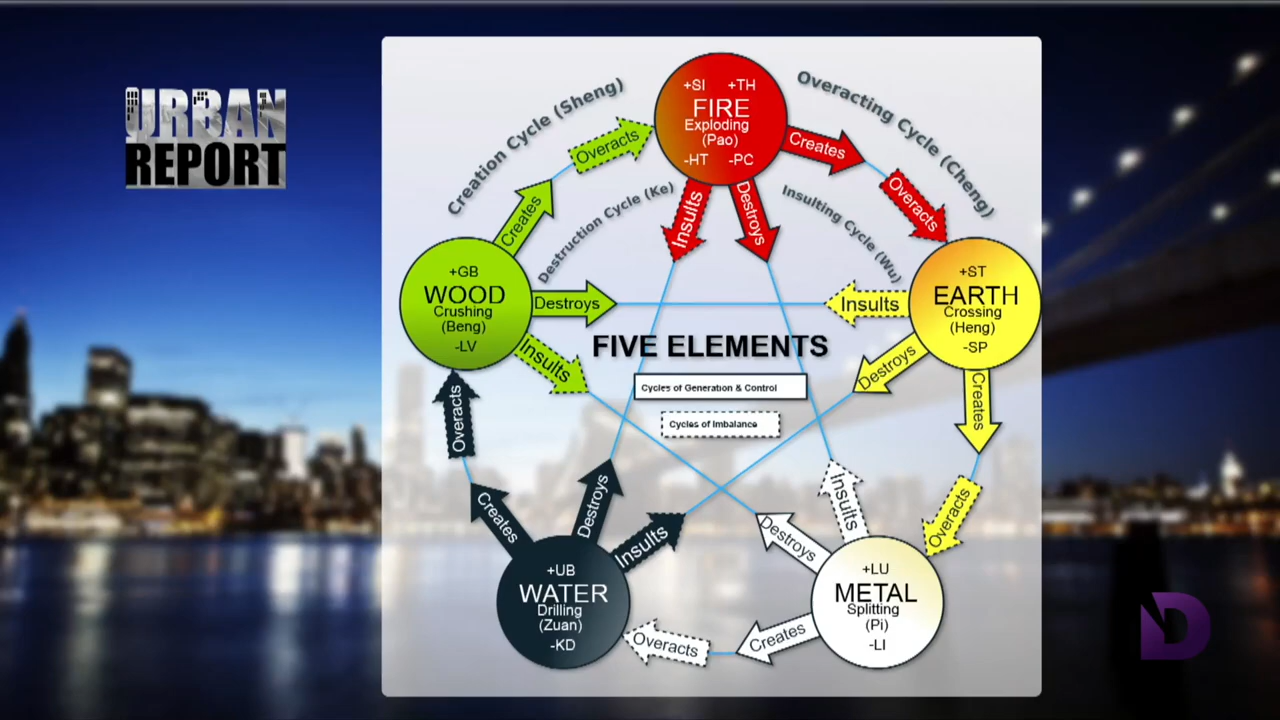 URBAN
REPORT
Creation Cycle (Sheng)
Overacting Cycle (Cheng)
Destruction Cycle (Ke)
Insulting Cycle (Wu)
+SI +TH
FIRE
Exploding
(Pao)
-HT -PC
Creates
Overacts
Insults
Destroys
Overacts
Creates
+GB
WOOD
Crushing
(Beng)
-LV
Destroys
Insults
+ST
EARTH
Crossing
(Heng)
-SP
Insults
Destroys
Creates
Overacts
FIVE ELEMENTS
Cycles of Generation & Control
Cycles of Imbalance
Overacts
Creates
Destroys
Insults
+UB
WATER
Drilling
(Zuan)
-KD
Insults
Destroys
+LU
METAL
Splitting
(Pi)
-LI
Creates
Overacts
D